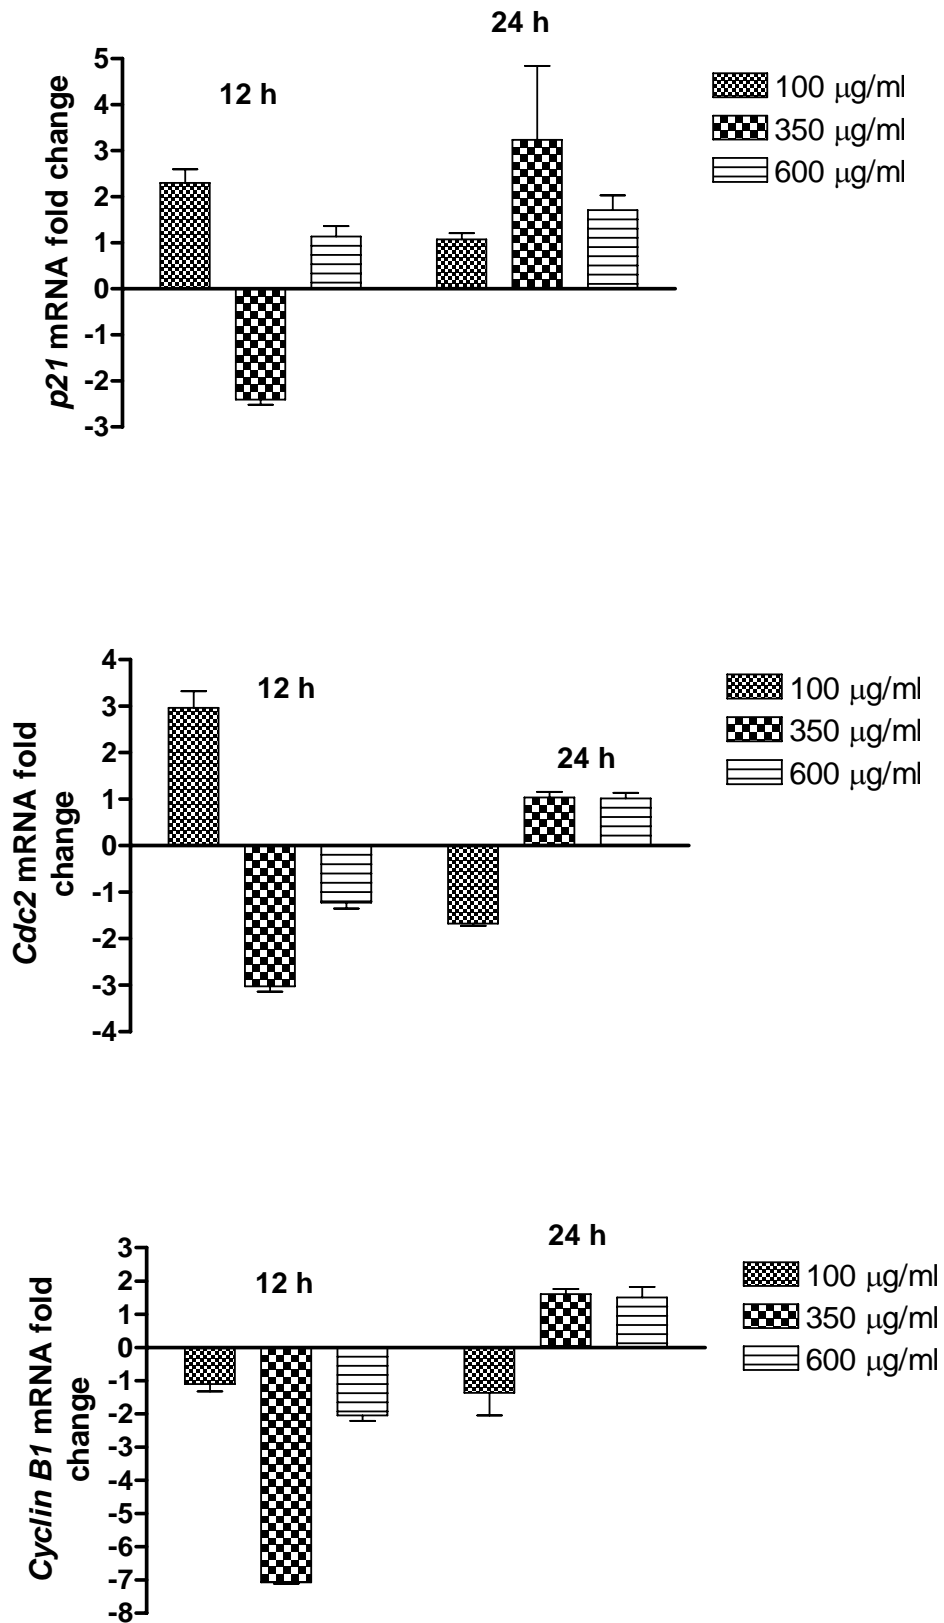 24 h
12 h
5
4
3
2
1
0
-1
-2
-3
p21 mRNA fold change
100 μg/ml
350 μg/ml
600 μg/ml
12 h
24 h
4
3
2
1
0
-1
-2
-3
-4
Cdc2 mRNA fold
change
100 μg/ml
350 μg/ml
600 μg/ml
24 h
12 h
3
2
1
0
-1
-2
-3
-4
-5
-6
-7
-8
Cyclin B1 mRNA fold
change
100 μg/ml
350 μg/ml
600 μg/ml